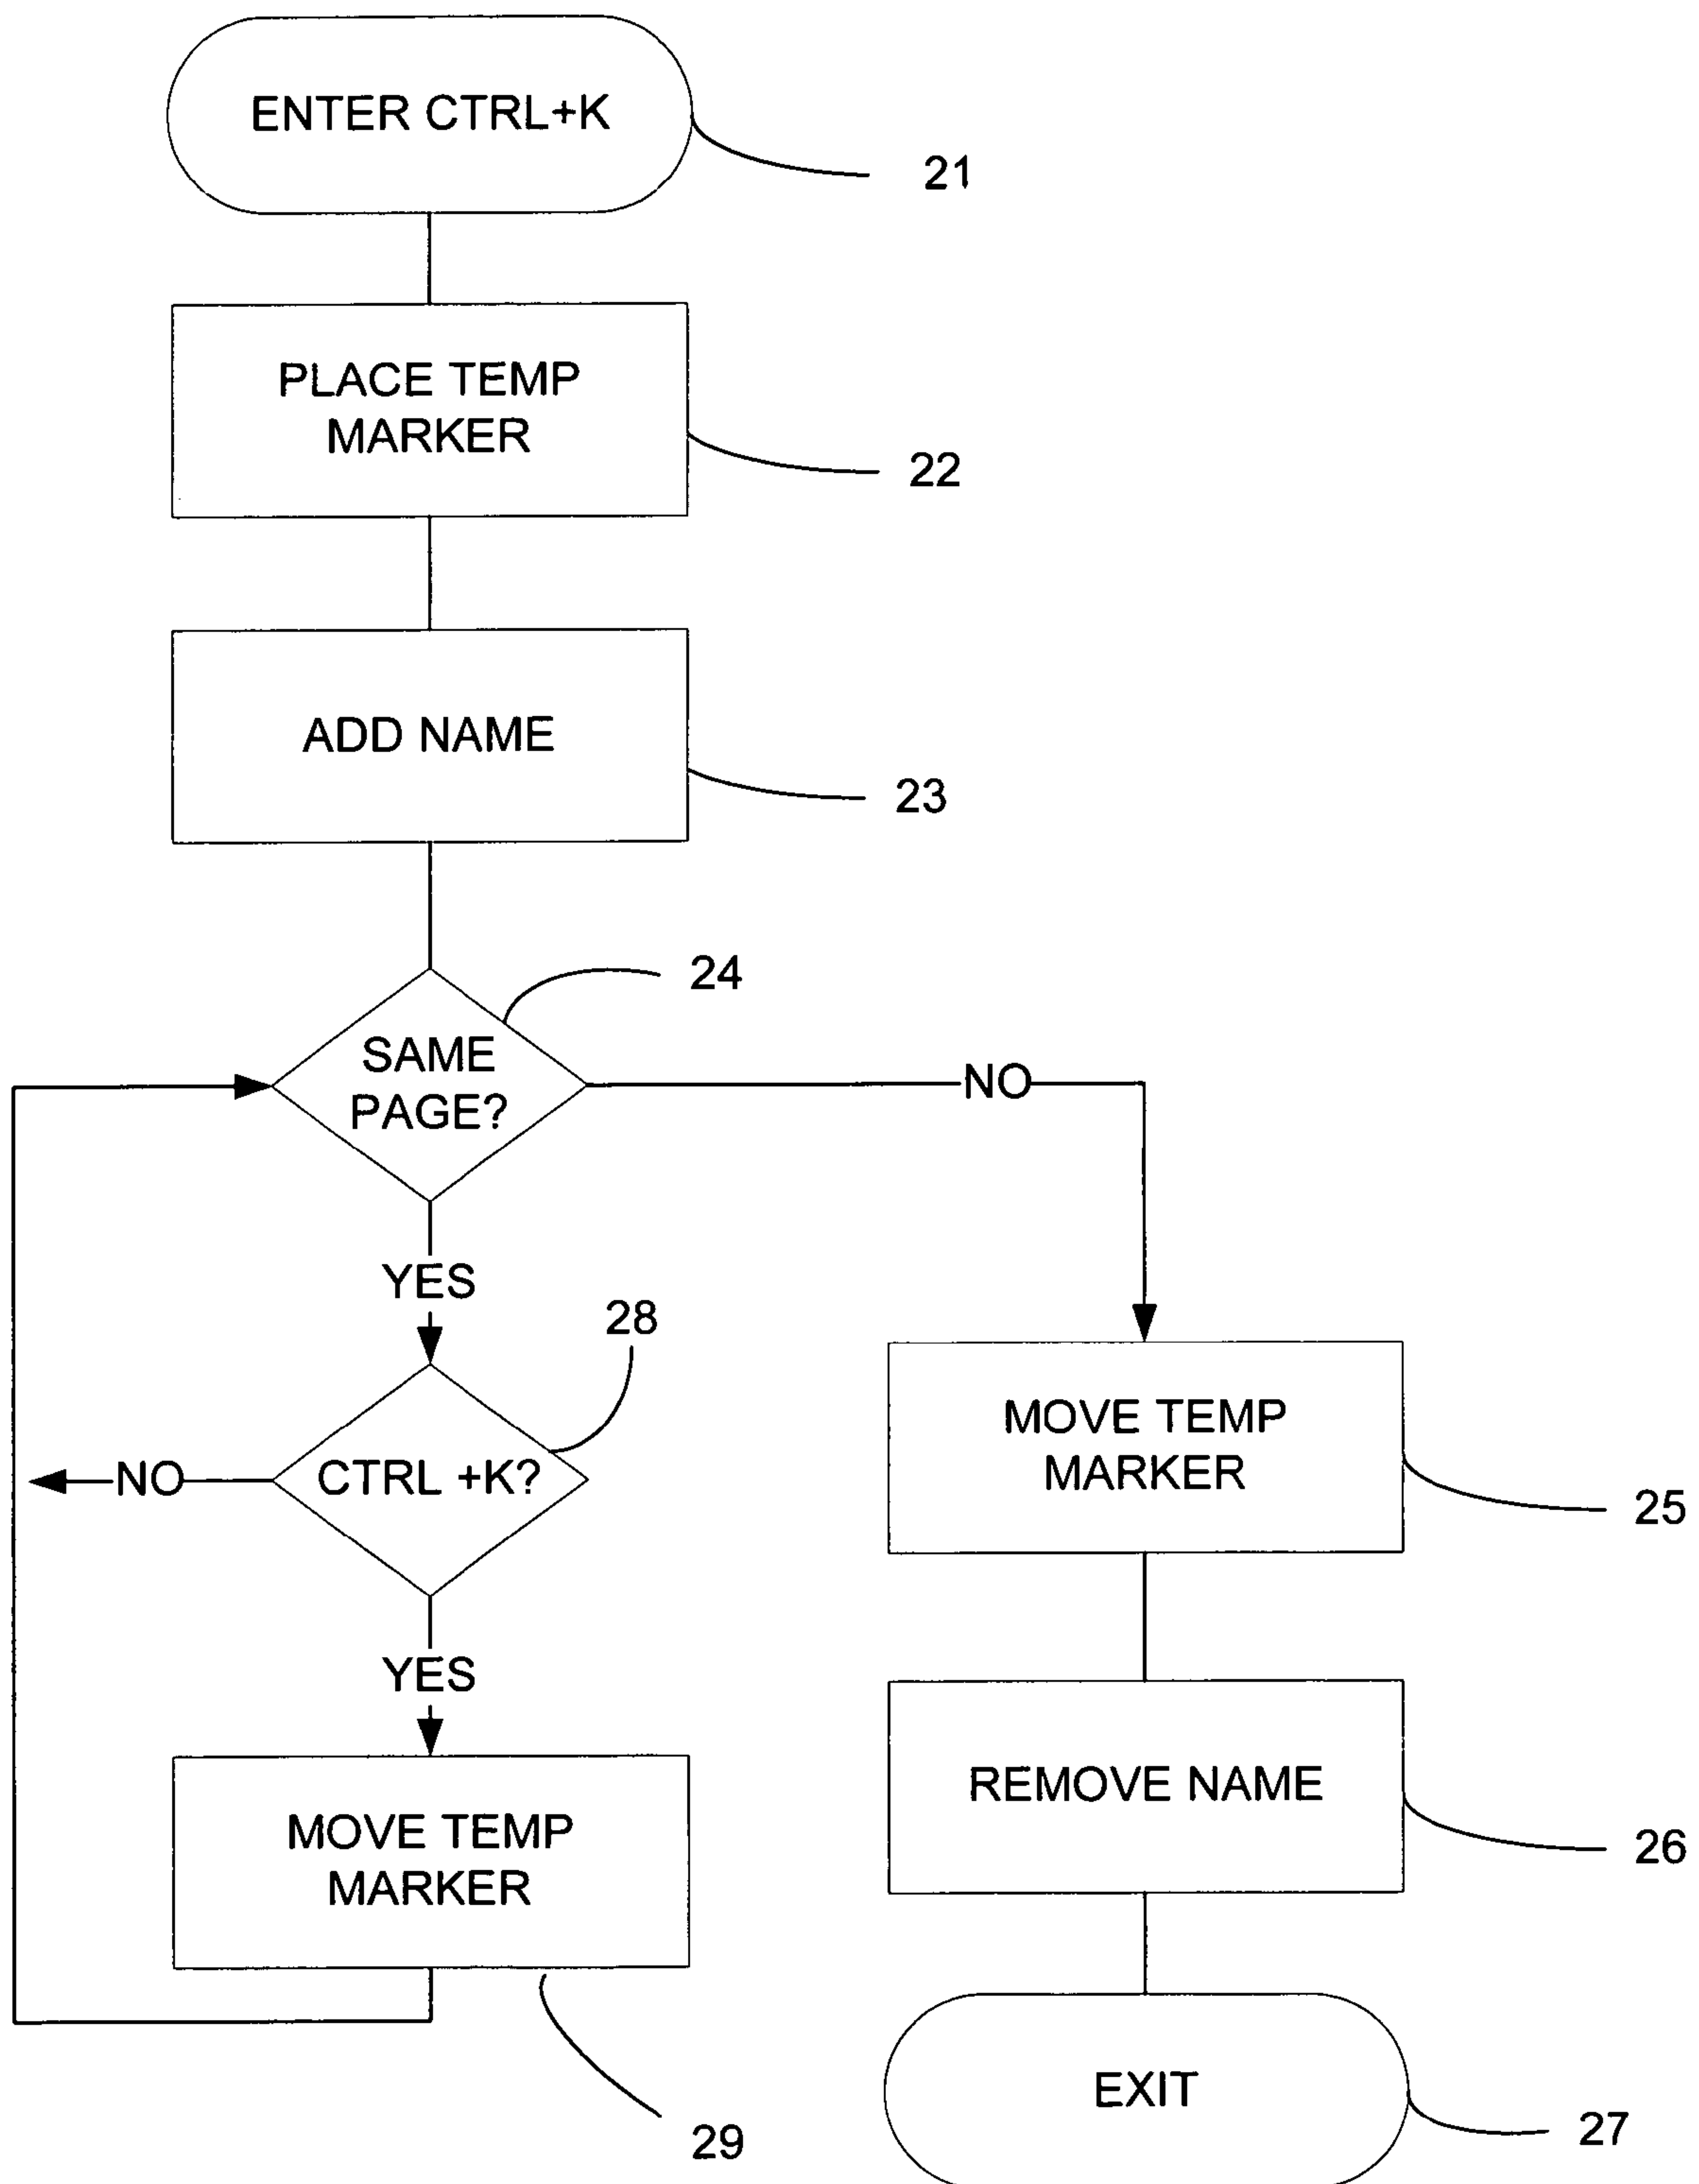 ENTER CTRL+K
21
PLACE TEMP
MARKER
22
ADD NAME
23
24
SAME
PAGE?
NO
YES
28
CTRL +K?
NO
YES
MOVE TEMP
MARKER
29
MOVE TEMP
MARKER
25
REMOVE NAME
26
EXIT
27